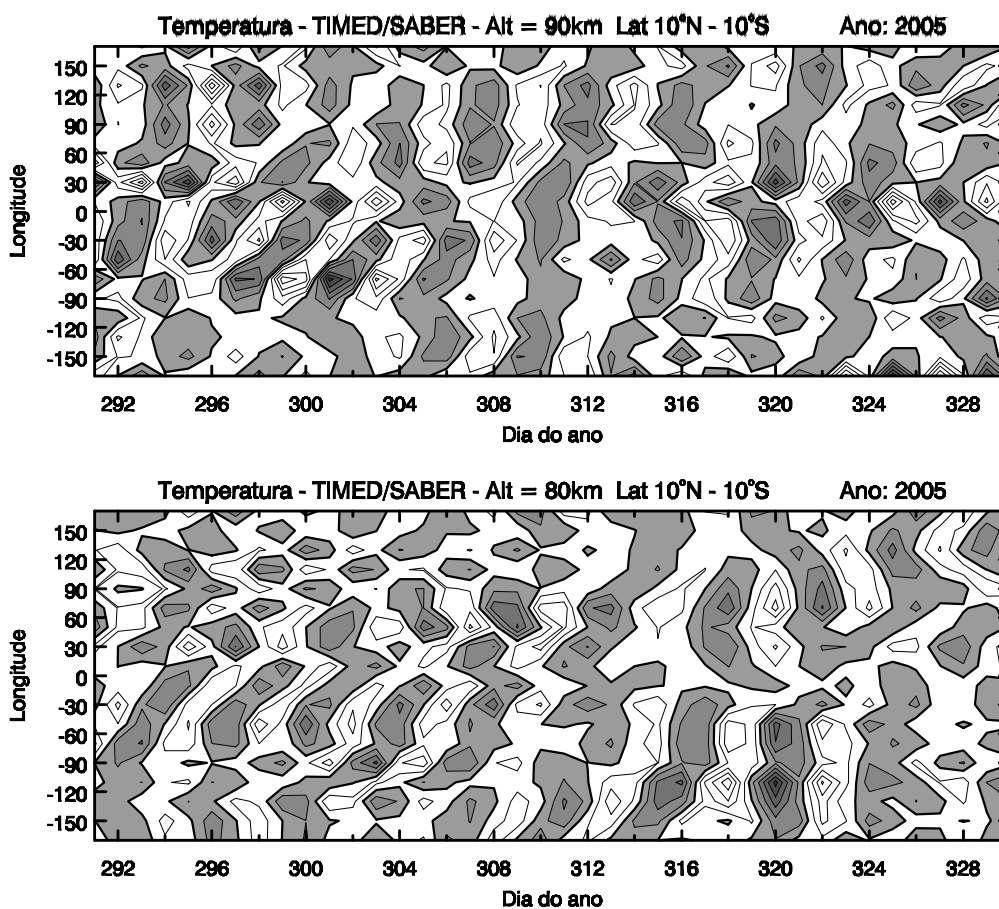 Temperatura - TIMED/SABER - Alt = 90km Lat 10°N - 10°S Ano: 2005
150
120
90
60
30
0
-30
-60
-90
-120
-150
Longitude
292 296 300 304 308 312 316 320 324 328
Dia do ano
Temperatura - TIMED/SABER - Alt = 80km Lat 10°N - 10°S Ano: 2005
150
120
90
60
30
0
-30
-60
-90
-120
-150
Longitude
292 296 300 304 308 312 316 320 324 328
Dia do ano